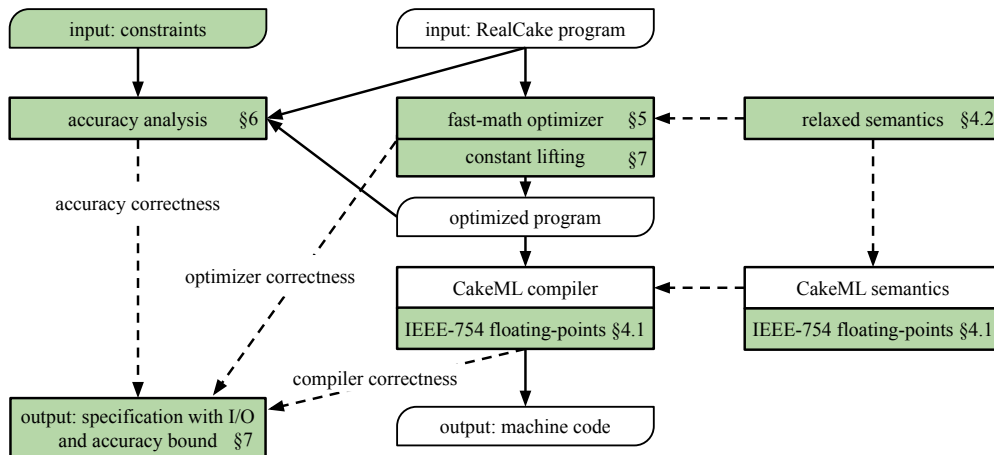 input: constraints
input: RealCake program
accuracy analysis §6
fast-math optimizer §5
relaxed semantics §4.2
constant lifting §7
accuracy correctness
optimized program
optimizer correctness
CakeML compiler
CakeML semantics
IEEE-754 floating-points §4.1
IEEE-754 floating-points §4.1
compiler correctness
output: specification with I/O
and accuracy bound §7
output: machine code